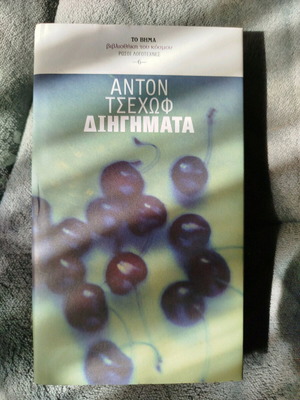 ΤΟ ΒΗΜΑ
βιβλιοθήκη του κόσμου
ΡΩΣΟΙ ΛΟΓΟΤΕΧΝΕΣ
—6—
ΑΝΤΟΝ
ΤΣΕΧΩΦ
ΔΙΗΓΗΜΑΤΑ